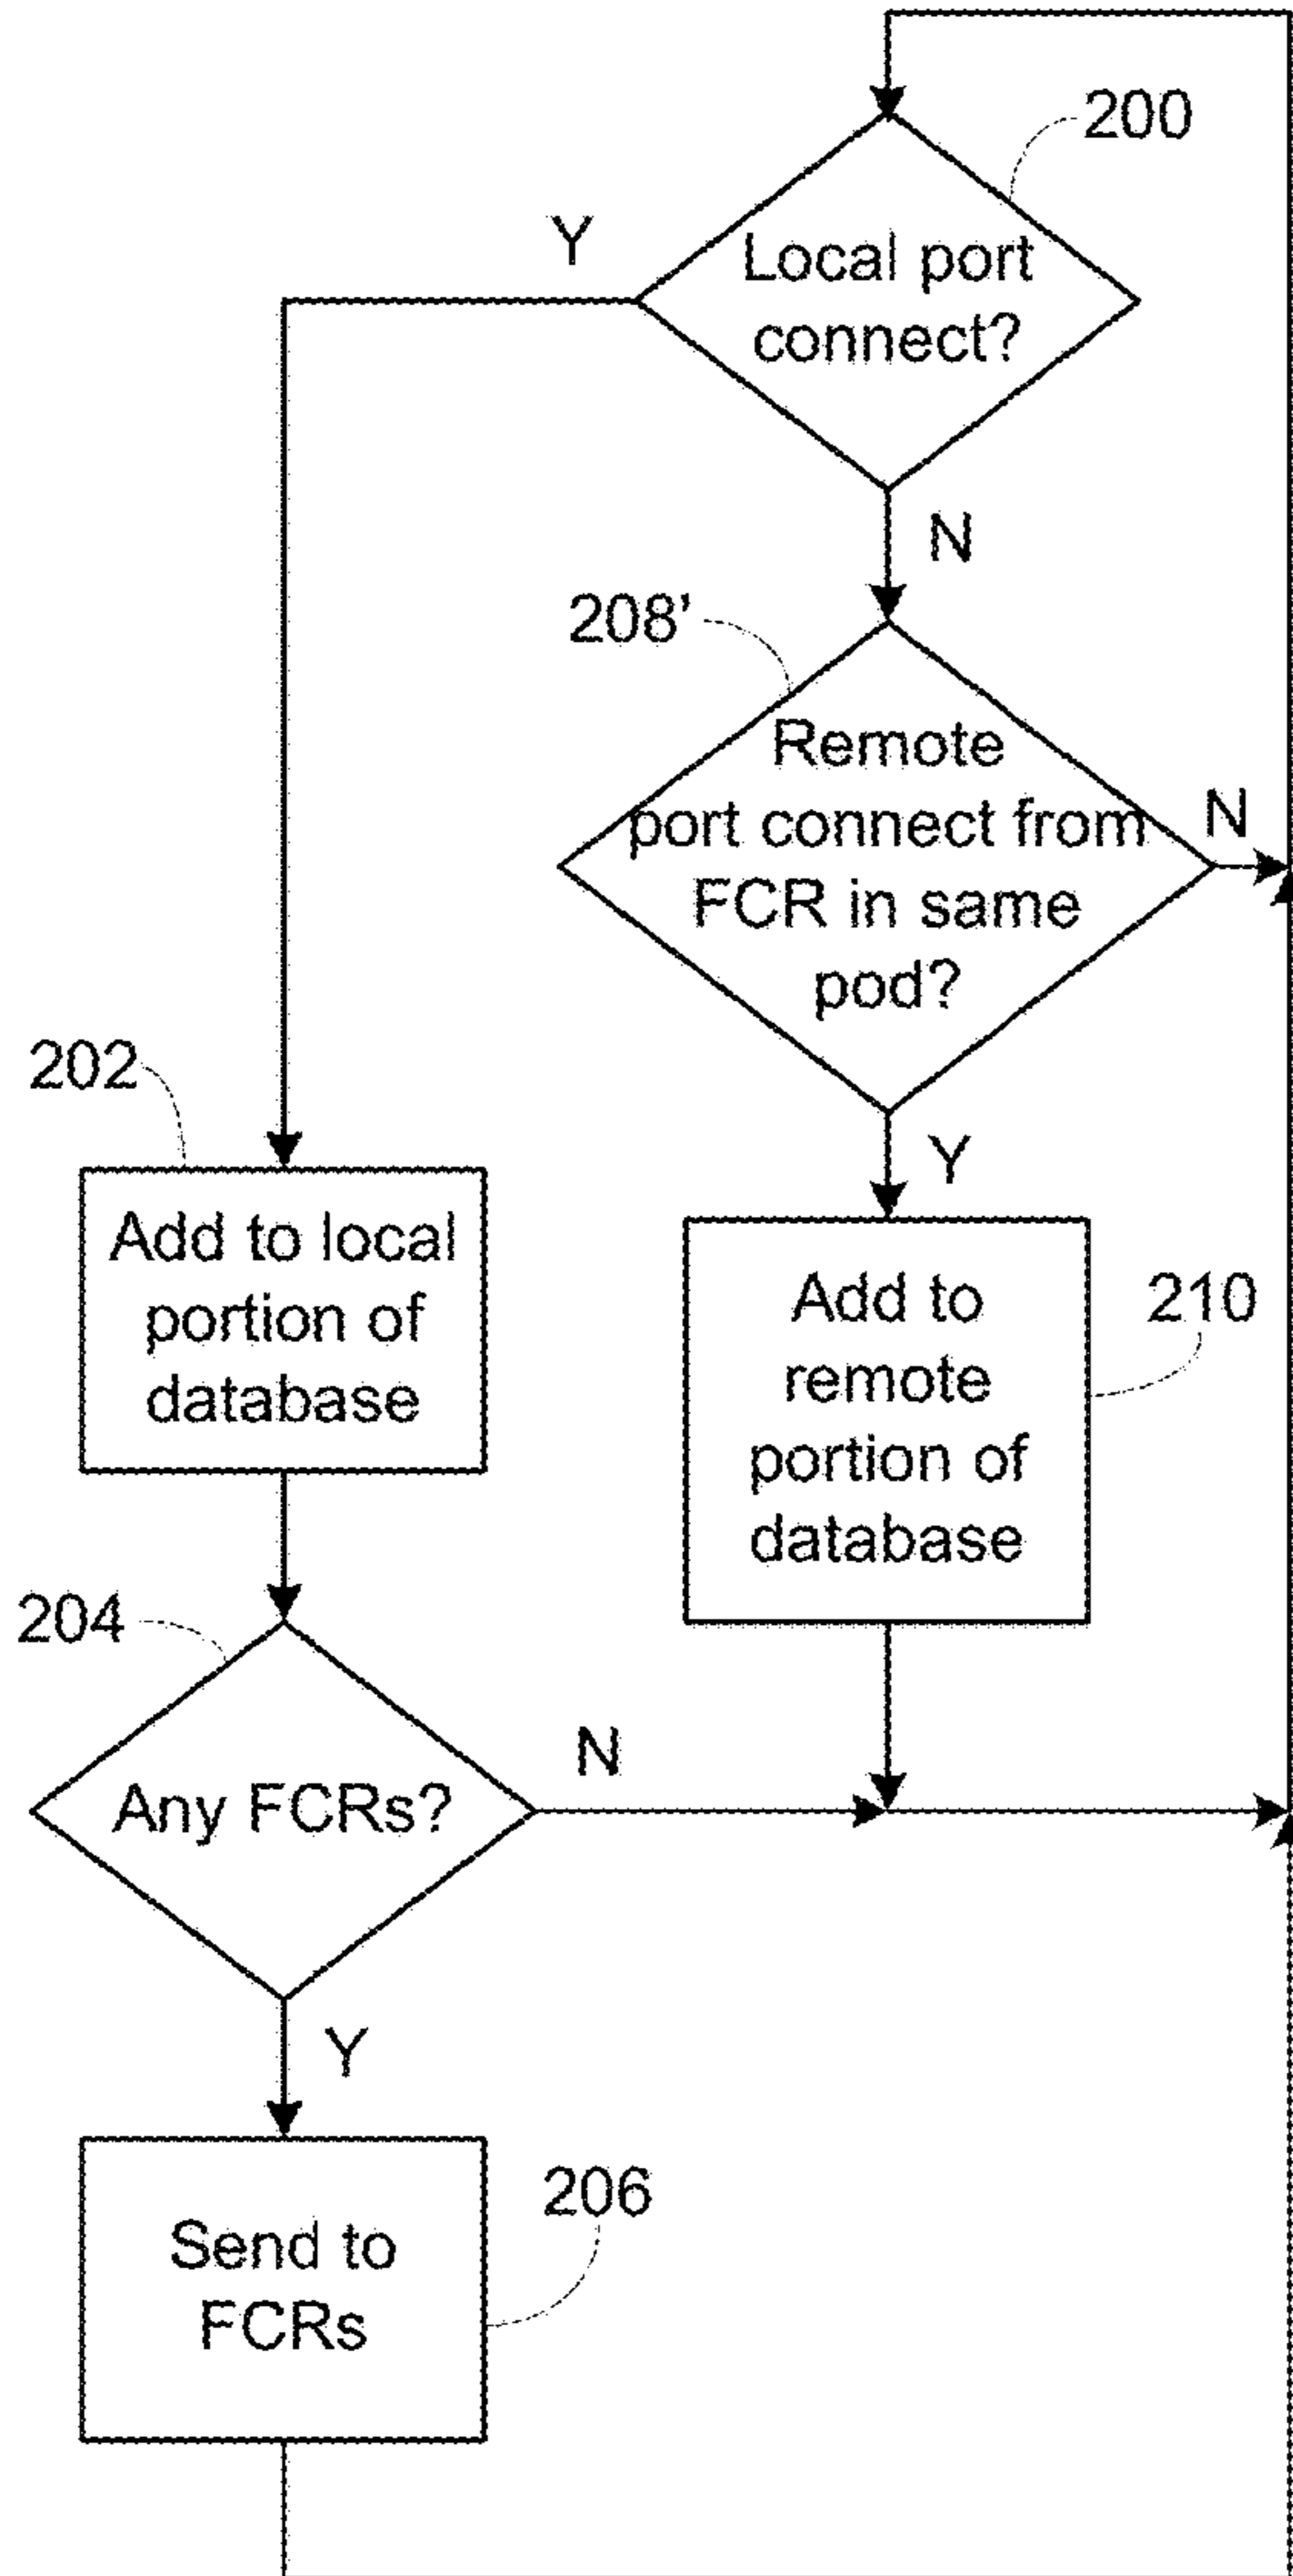 200
Y
Local port
connect?
N
208'
Remote
port connect from
FCR in same
pod?
N
Y
202
Add to local
portion of
database
Add to
remote
portion of
database
210
204
Any FCRs?
N
Y
Send to
FCRs
206